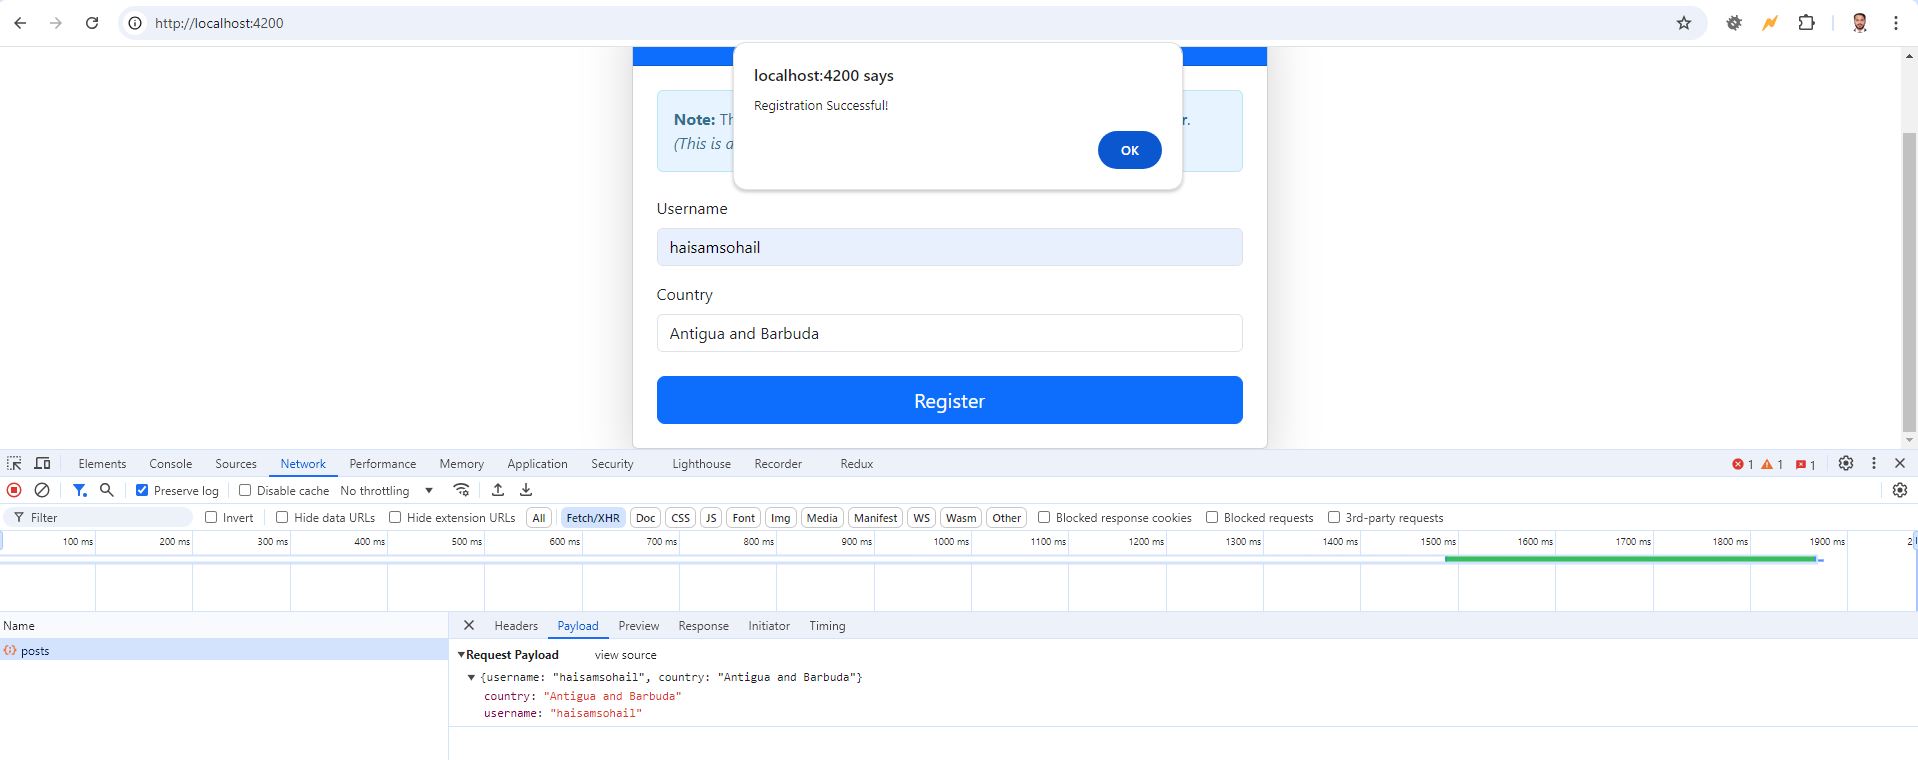 http://localhost:4200
localhost:4200 says
Registration Successful!
OK
Note: Th r.
(This is a
Username
haisamsohail
Country
Antigua and Barbuda
Register
Elements Console Sources Network Performance Memory Application Security Lighthouse Recorder Redux 1 1 1
Preserve log Disable cache No throttling
Filter Invert Hide data URLs Hide extension URLs All Fetch/XHR Doc CSS JS Font Img Media Manifest WS Wasm Other Blocked response cookies Blocked requests 3rd-party requests
100 ms 200 ms 300 ms 400 ms 500 ms 600 ms 700 ms 800 ms 900 ms 1000 ms 1100 ms 1200 ms 1300 ms 1400 ms 1500 ms 1600 ms 1700 ms 1800 ms 1900 ms 2
Name Headers Payload Preview Response Initiator Timing
posts
Request Payload view source
{username: "haisamsohail", country: "Antigua and Barbuda"}
country: "Antigua and Barbuda"
username: "haisamsohail"